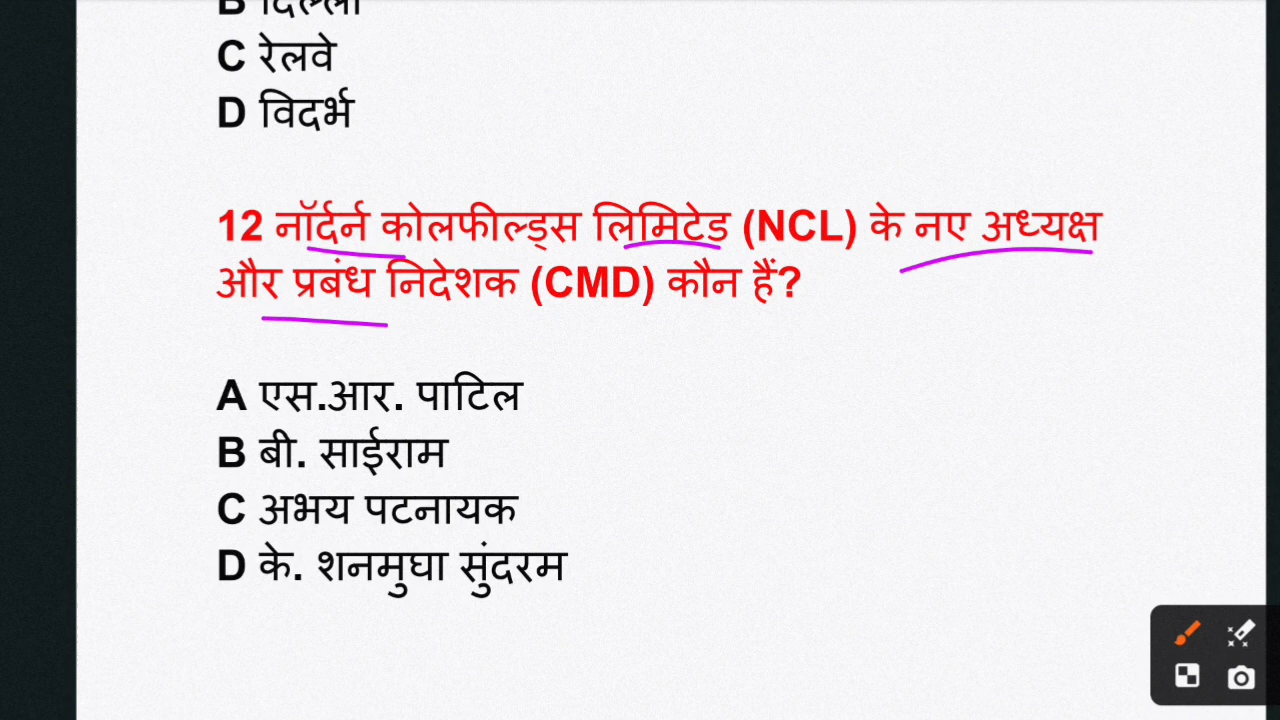 B दिल्ली
C रेलवे
D विदर्भ
12 नॉर्दर्न कोलफील्ड्स लिमिटेड (NCL) के नए अध्यक्ष
और प्रबंध निदेशक (CMD) कौन हैं?
A एस.आर. पाटिल
B बी. साईराम
C अभय पटनायक
D के. शनमुघा सुंदरम